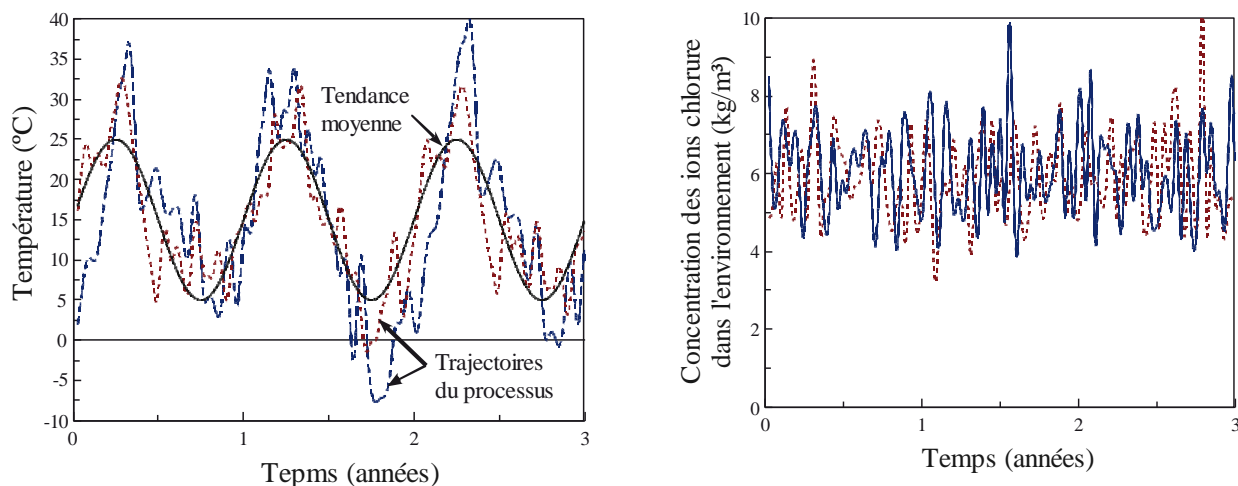 40
35
30
25
20
15
10
5
0
-5
-10
Température (ºC)
Tendance
moyenne
Trajectoires
du processus
0
1
2
3
Tepms (années)
10
8
6
4
2
0
Concentration des ions chlorure
dans l'environnement (kg/m³)
0
1
2
3
Temps (années)